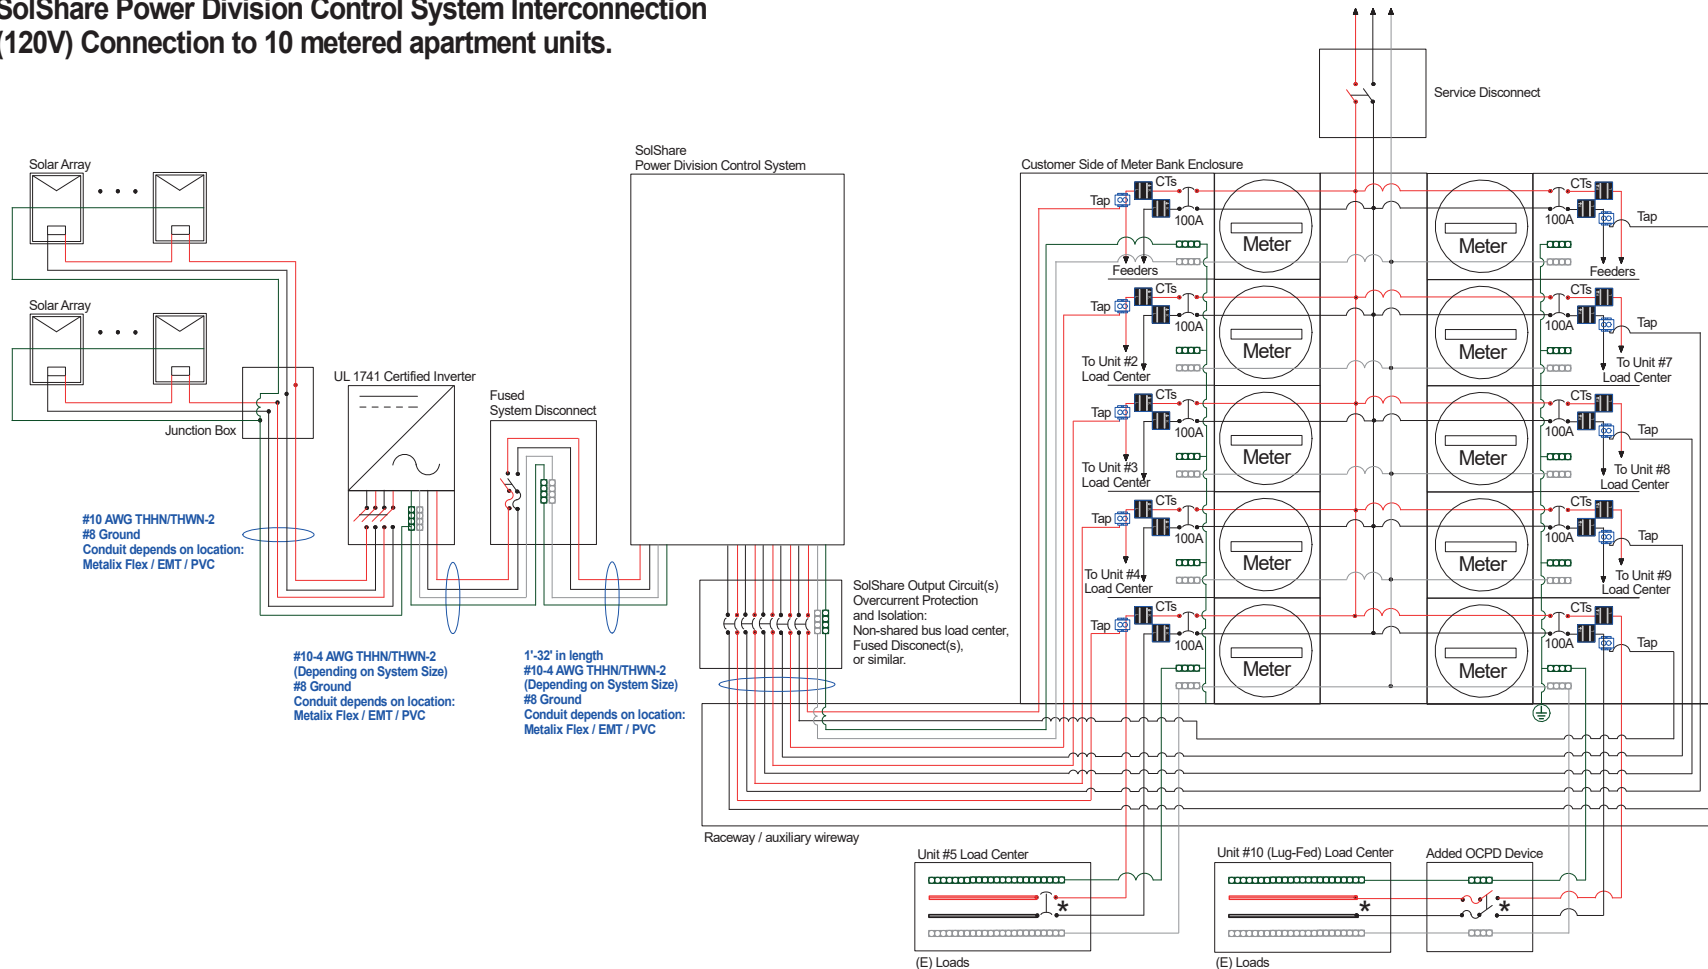 SolShare Power Division Control System Interconnection
(120V) Connection to 10 metered apartment units.
Service Disconnect
SolShare
Power Division Control System
Customer Side of Meter Bank Enclosure
Solar Array
Solar Array
Junction Box
UL 1741 Certified Inverter
Fused
System Disconnect
#10 AWG THHN/THWN-2
#8 Ground
Conduit depends on location:
Metalix Flex / EMT / PVC
#10-4 AWG THHN/THWN-2
(Depending on System Size)
#8 Ground
Conduit depends on location:
Metalix Flex / EMT / PVC
1'-32' in length
#10-4 AWG THHN/THWN-2
(Depending on System Size)
#8 Ground
Conduit depends on location:
Metalix Flex / EMT / PVC
SolShare Output Circuit(s)
Overcurrent Protection
and Isolation:
Non-shared bus load center,
Fused Disconect(s),
or similar.
Tap
CTs
100A
Feeders
Meter
Meter
CTs
100A
Tap
Feeders
Tap
CTs
100A
To Unit #2
Load Center
Meter
Meter
CTs
100A
Tap
To Unit #7
Load Center
Tap
CTs
100A
To Unit #3
Load Center
Meter
Meter
CTs
100A
Tap
To Unit #8
Load Center
Tap
CTs
100A
To Unit #4
Load Center
Meter
Meter
CTs
100A
Tap
To Unit #9
Load Center
Tap
CTs
100A
Meter
Meter
CTs
100A
Tap
Raceway / auxiliary wireway
Unit #5 Load Center
*
(E) Loads
Unit #10 (Lug-Fed) Load Center
*
(E) Loads
Added OCPD Device
*